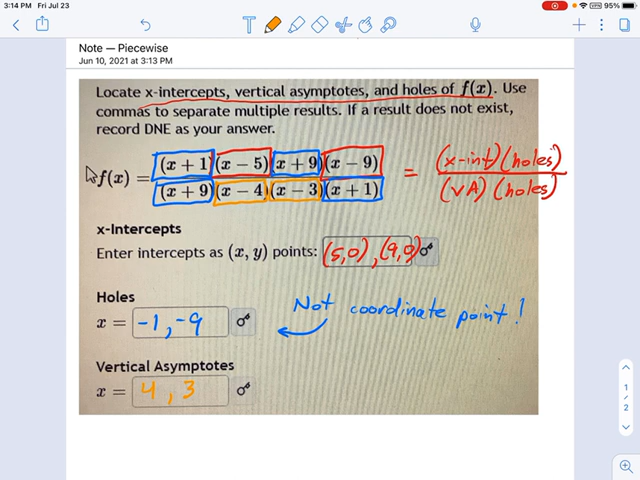 3:14 PM Fri Jul 23
95%
T
Note — Piecewise
Jun 10, 2021 at 3:13 PM
Locate x-intercepts, vertical asymptotes, and holes of f(x). Use
commas to separate multiple results. If a result does not exist,
record DNE as your answer.
f(x) = (x + 1)(x − 5)(x + 9)(x − 9) / (x + 9)(x − 4)(x − 3)(x + 1) = (x-int)(holes) / (VA)(holes)
x-Intercepts
Enter intercepts as (x, y) points: (5,0), (9,0)
Holes
x = -1, -9
Not coordinate point!
Vertical Asymptotes
x = 4, 3
1
2